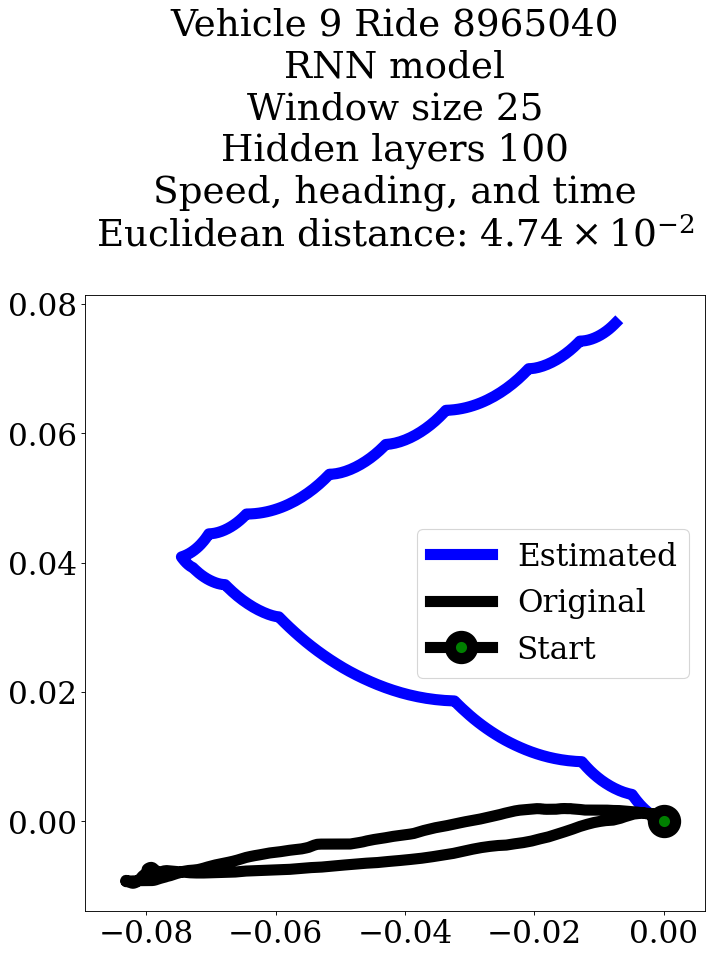 Vehicle 9 Ride 8965040
RNN model
Window size 25
Hidden layers 100
Speed, heading, and time
Euclidean distance: 4.74 × 10⁻²
0.08
0.06
0.04
0.02
0.00
Estimated
Original
Start
−0.08 −0.06 −0.04 −0.02 0.00